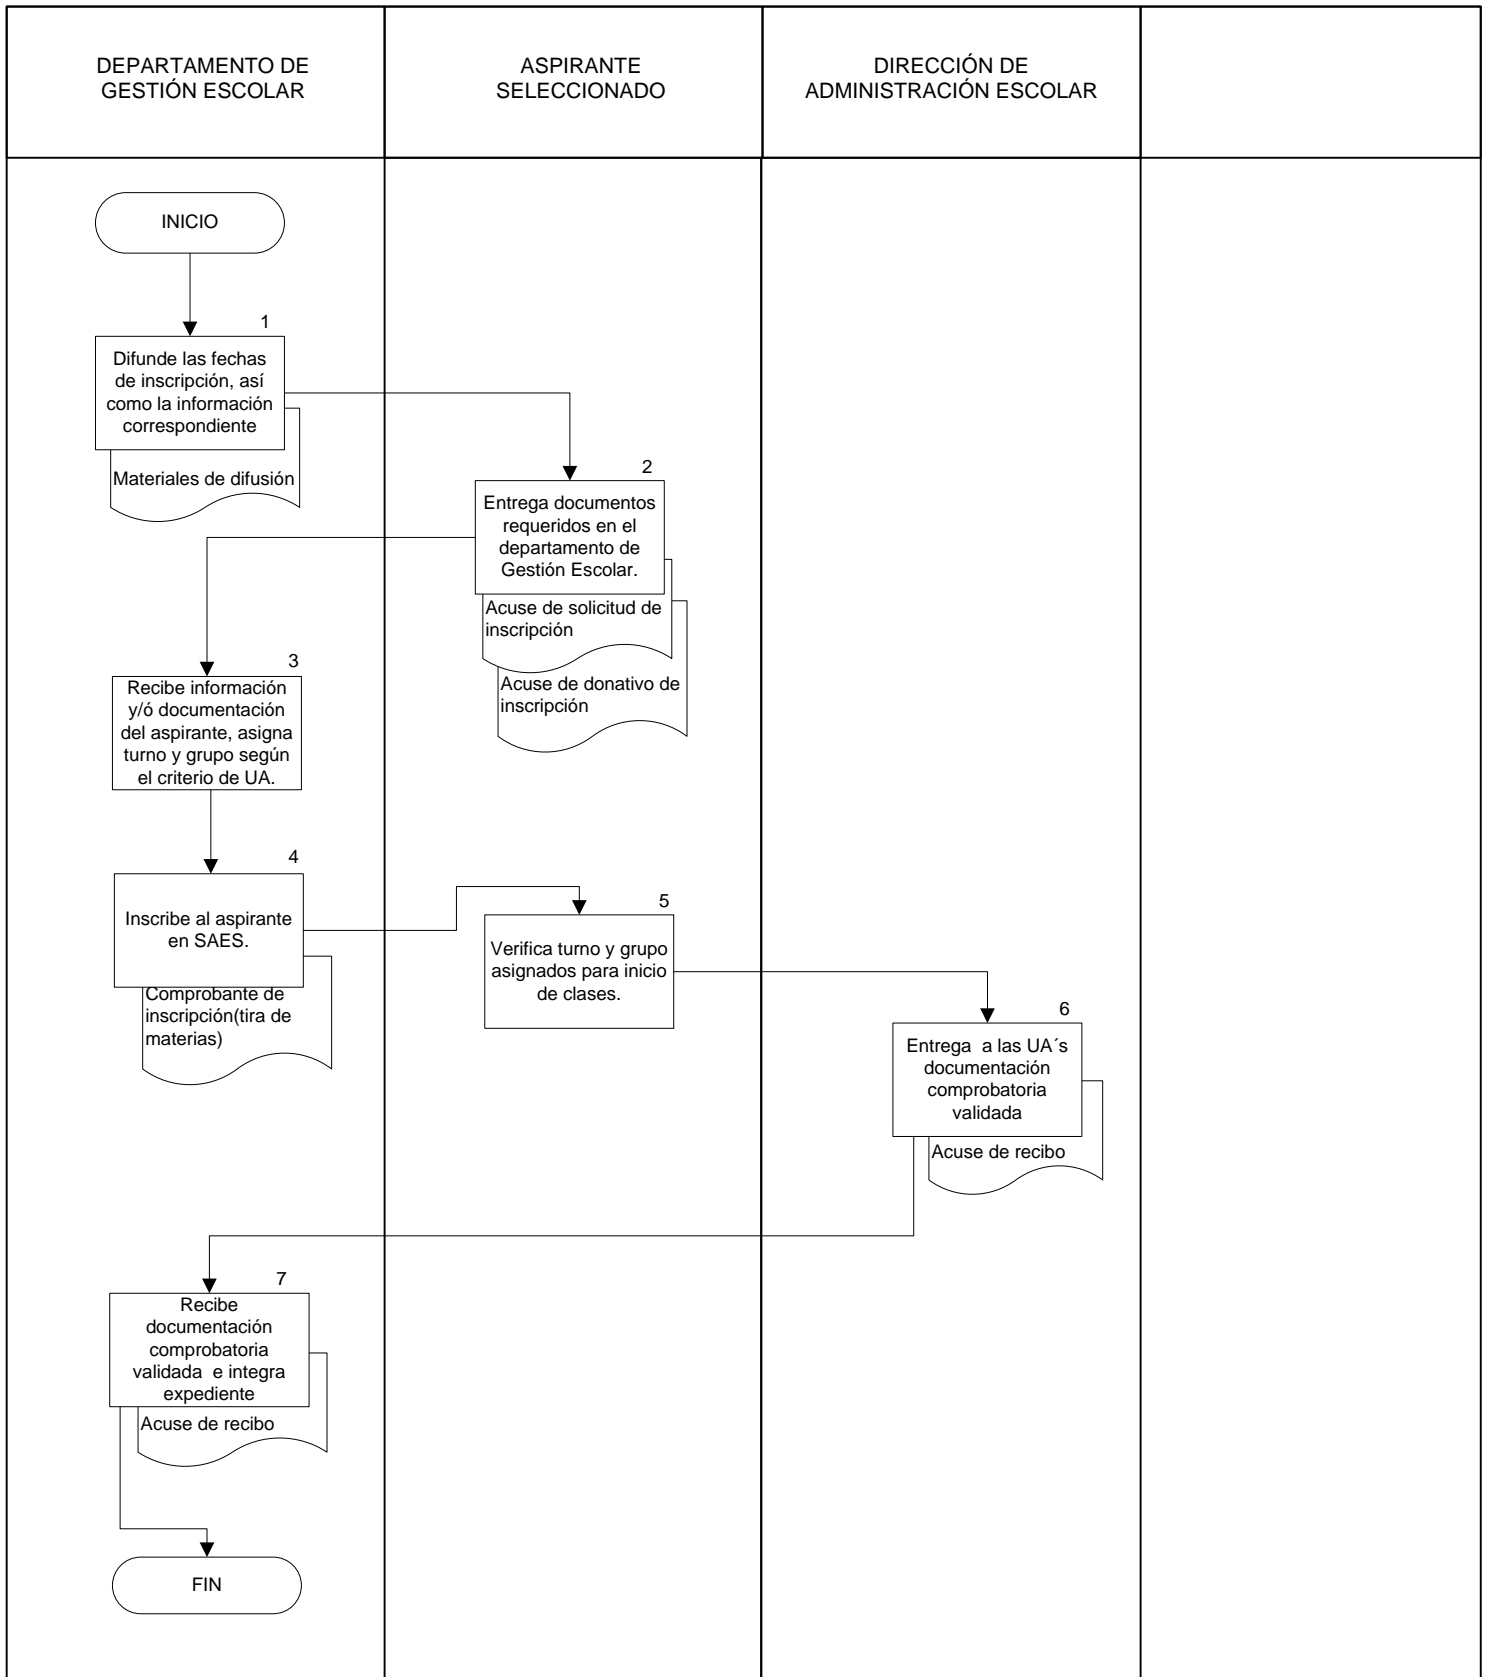 DEPARTAMENTO DE
GESTIÓN ESCOLAR
ASPIRANTE
SELECCIONADO
DIRECCIÓN DE
ADMINISTRACIÓN ESCOLAR
INICIO
1
Difunde las fechas
de inscripción, así
como la información
correspondiente
Materiales de difusión
2
Entrega documentos
requeridos en el
departamento de
Gestión Escolar.
Acuse de solicitud de
inscripción
Acuse de donativo de
inscripción
3
Recibe información
y/ó documentación
del aspirante, asigna
turno y grupo según
el criterio de UA.
4
Inscribe al aspirante
en SAES.
Comprobante de
inscripción(tira de
materias)
5
Verifica turno y grupo
asignados para inicio
de clases.
6
Entrega a las UA´s
documentación
comprobatoria
validada
Acuse de recibo
7
Recibe
documentación
comprobatoria
validada e integra
expediente
Acuse de recibo
FIN